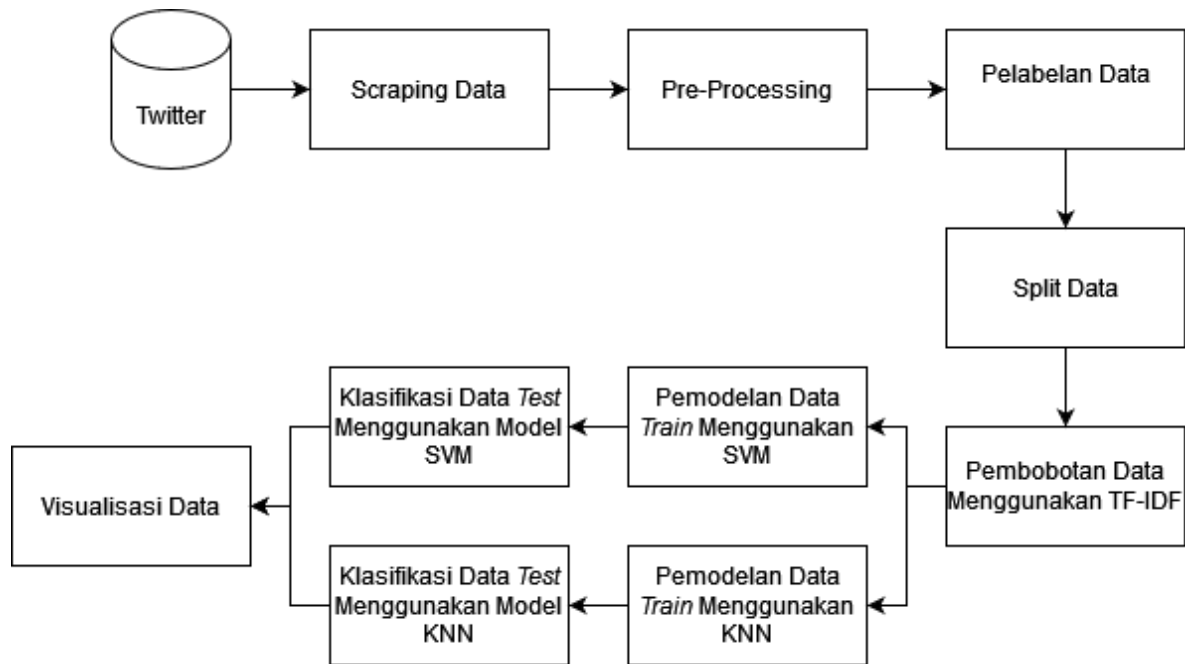 Twitter
Scraping Data
Pre-Processing
Pelabelan Data
Split Data
Pembobotan Data
Menggunakan TF-IDF
Pemodelan Data
Train Menggunakan
SVM
Klasifikasi Data Test
Menggunakan Model
SVM
Pemodelan Data
Train Menggunakan
KNN
Klasifikasi Data Test
Menggunakan Model
KNN
Visualisasi Data